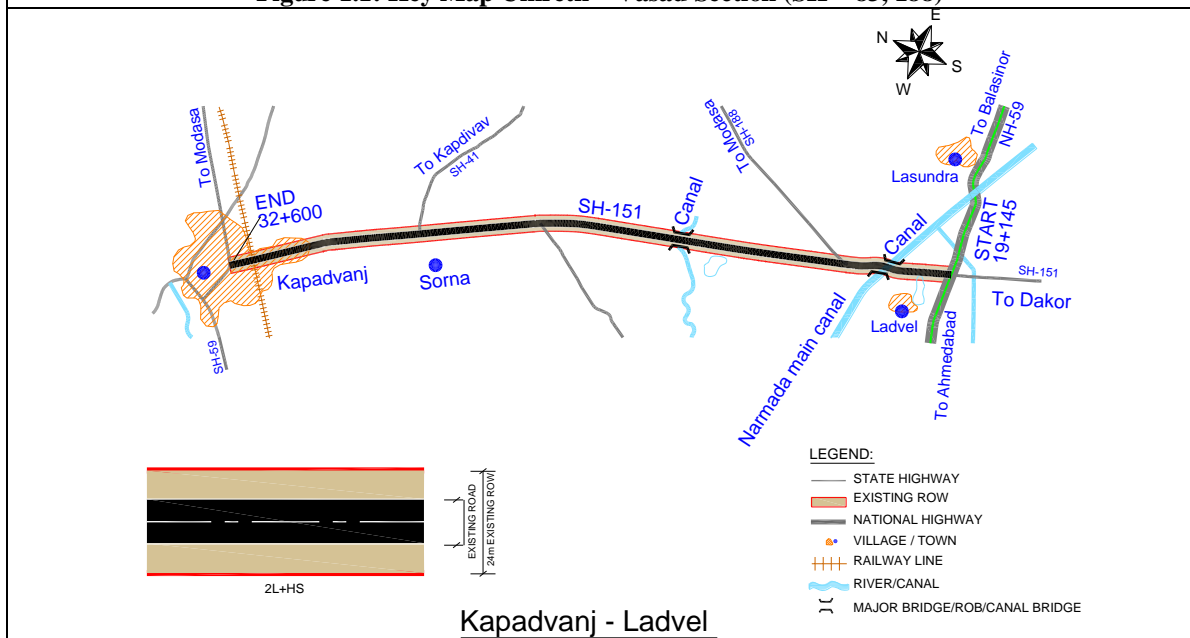 E
N
S
W
To Modasa
END
32+600
Kapadvanj
SH-59
To Kapdivav
SH-41
Sorna
SH-151
Canal
To Modasa
SH-188
Canal
Narmada main canal
Ladvel
Lasundra
To Balasinor
NH-59
START
19+145
SH-151
To Dakor
To Ahmedabad
EXISTING ROAD
24m EXISTING ROW
2L+HS
LEGEND:
STATE HIGHWAY
EXISTING ROW
NATIONAL HIGHWAY
VILLAGE / TOWN
RAILWAY LINE
RIVER/CANAL
MAJOR BRIDGE/ROB/CANAL BRIDGE
Kapadvanj - Ladvel